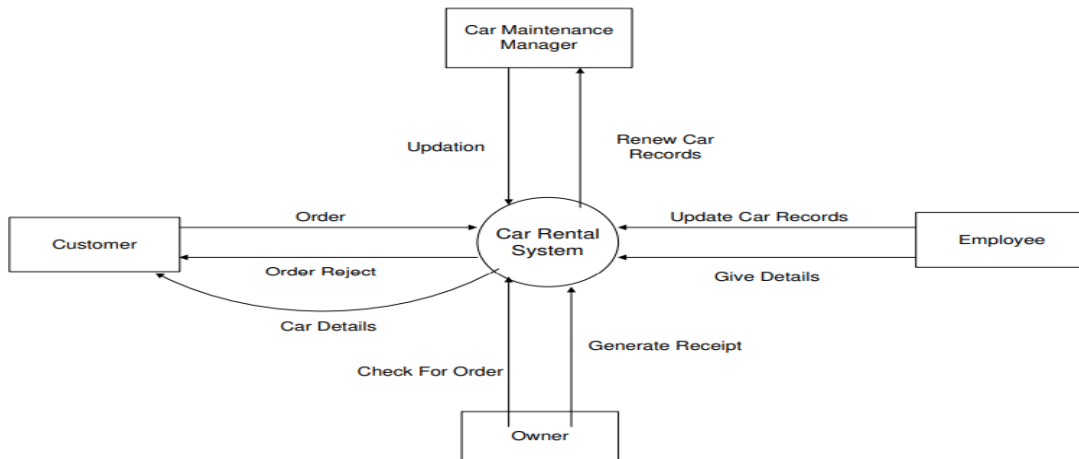 Car Maintenance
Manager
Updation
Renew Car
Records
Order
Update Car Records
Customer
Car Rental
System
Employee
Order Reject
Give Details
Car Details
Generate Receipt
Check For Order
Owner